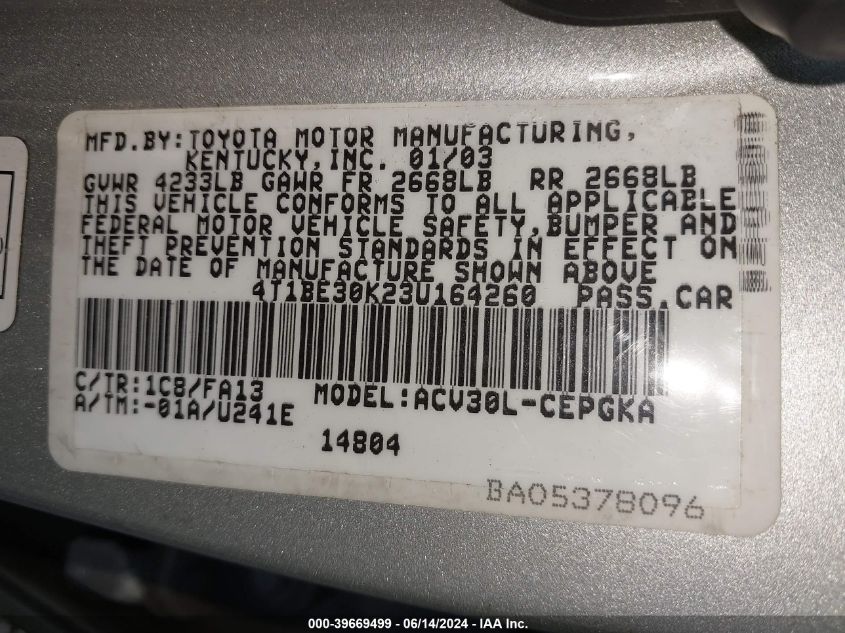 MFD.BY:TOYOTA MOTOR MANUFACTURING,
KENTUCKY,INC. 01/03
GVWR 4233LB GAWR FR 2668LB RR 2668LB
THIS VEHICLE CONFORMS TO ALL APPLICABLE
FEDERAL MOTOR VEHICLE SAFETY,BUMPER AND
THEFT PREVENTION STANDARDS IN EFFECT ON
THE DATE OF MANUFACTURE SHOWN ABOVE
4T1BE30K23U164260 PASS.CAR
C/TR:1C8/FA13 MODEL:ACV30L-CEPGKA
A/TM:-01A/U241E
14804
BA05378096
000-39669499 - 06/14/2024 - IAA Inc.